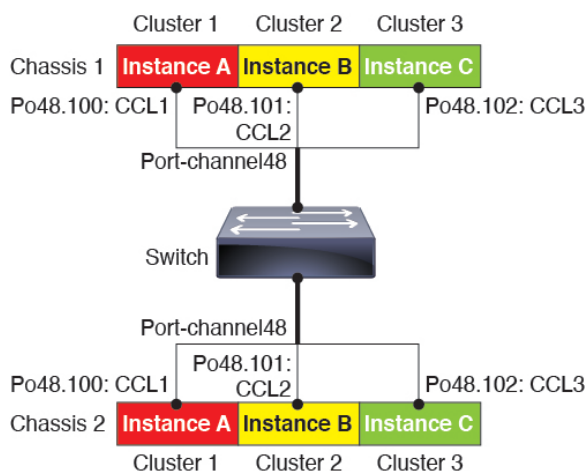 Cluster 1 Cluster 2 Cluster 3
Chassis 1 Instance A Instance B Instance C
Po48.100: CCL1 Po48.101: Po48.102: CCL3
CCL2
Port-channel48
Switch
Port-channel48
Po48.101:
Po48.100: CCL1 CCL2 Po48.102: CCL3
Chassis 2 Instance A Instance B Instance C
Cluster 1 Cluster 2 Cluster 3